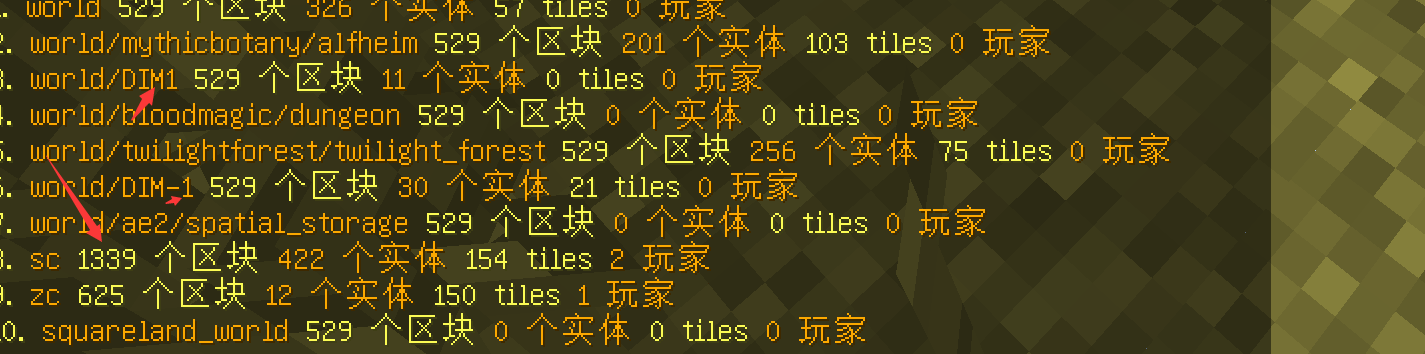 . world 529 个区块 326 个实体 57 tiles 0 玩家
2. world/mythicbotany/alfheim 529 个区块 201 个实体 103 tiles 0 玩家
3. world/DIM1 529 个区块 11 个实体 0 tiles 0 玩家
4. world/bloodmagic/dungeon 529 个区块 0 个实体 0 tiles 0 玩家
5. world/twilightforest/twilight_forest 529 个区块 256 个实体 75 tiles 0 玩家
6. world/DIM-1 529 个区块 30 个实体 21 tiles 0 玩家
7. world/ae2/spatial_storage 529 个区块 0 个实体 0 tiles 0 玩家
8. sc 1339 个区块 422 个实体 154 tiles 2 玩家
9. zc 625 个区块 12 个实体 150 tiles 1 玩家
0. squareland_world 529 个区块 0 个实体 0 tiles 0 玩家